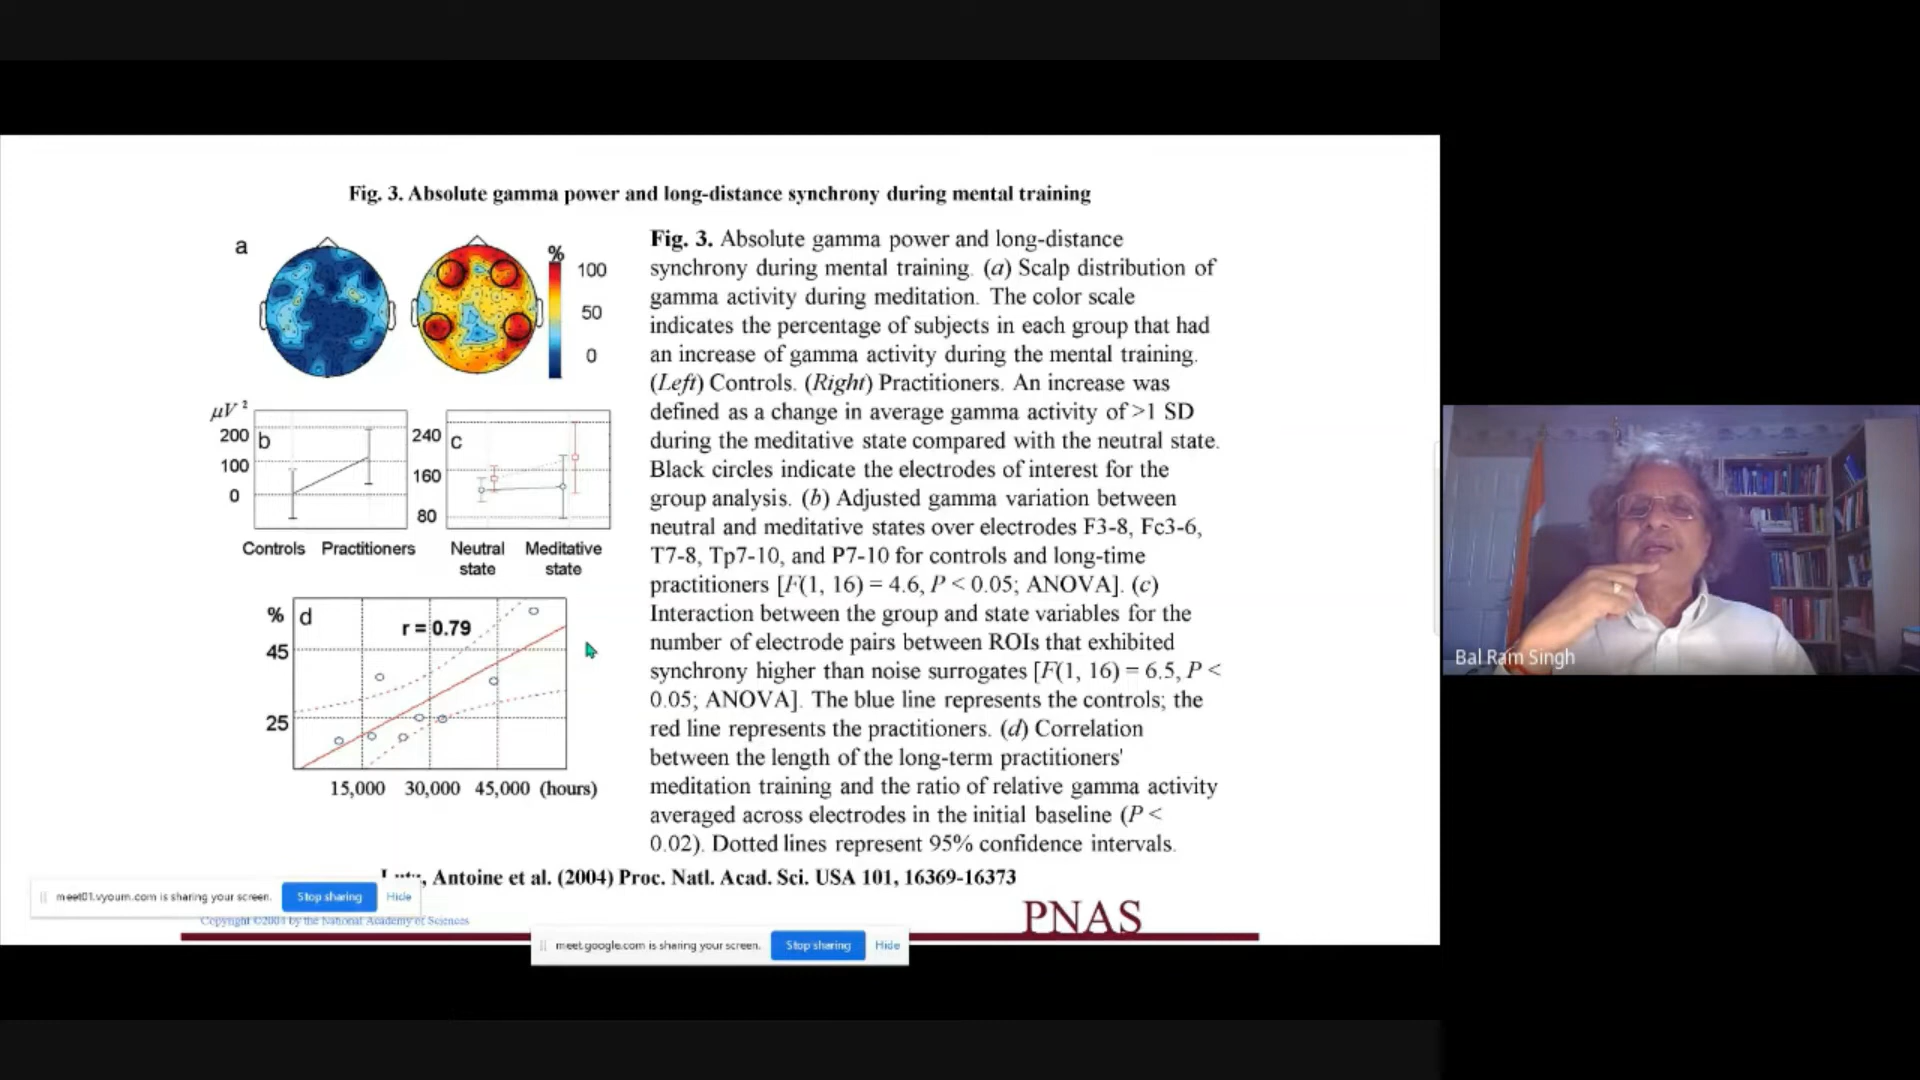 Fig. 3. Absolute gamma power and long-distance synchrony during mental training
a
%
100
50
0
μV 2
200
100
0
b
Controls Practitioners
240
160
80
c
Neutral state
Meditative state
%
45
25
d
r = 0.79
15,000 30,000 45,000 (hours)
Fig. 3. Absolute gamma power and long-distance
synchrony during mental training. (a) Scalp distribution of
gamma activity during meditation. The color scale
indicates the percentage of subjects in each group that had
an increase of gamma activity during the mental training.
(Left) Controls. (Right) Practitioners. An increase was
defined as a change in average gamma activity of >1 SD
during the meditative state compared with the neutral state.
Black circles indicate the electrodes of interest for the
group analysis. (b) Adjusted gamma variation between
neutral and meditative states over electrodes F3-8, Fc3-6,
T7-8, Tp7-10, and P7-10 for controls and long-time
practitioners [F(1, 16) = 4.6, P < 0.05; ANOVA]. (c)
Interaction between the group and state variables for the
number of electrode pairs between ROIs that exhibited
synchrony higher than noise surrogates [F(1, 16) = 6.5, P <
0.05; ANOVA]. The blue line represents the controls; the
red line represents the practitioners. (d) Correlation
between the length of the long-term practitioners'
meditation training and the ratio of relative gamma activity
averaged across electrodes in the initial baseline (P <
0.02). Dotted lines represent 95% confidence intervals.
Antoine et al. (2004) Proc. Natl. Acad. Sci. USA 101, 16369-16373
meet01.vyoum.com is sharing your screen. Stop sharing Hide
Copyright ©2004 by the National Academy of Sciences
PNAS
meet.google.com is sharing your screen. Stop sharing Hide
Bal Ram Singh